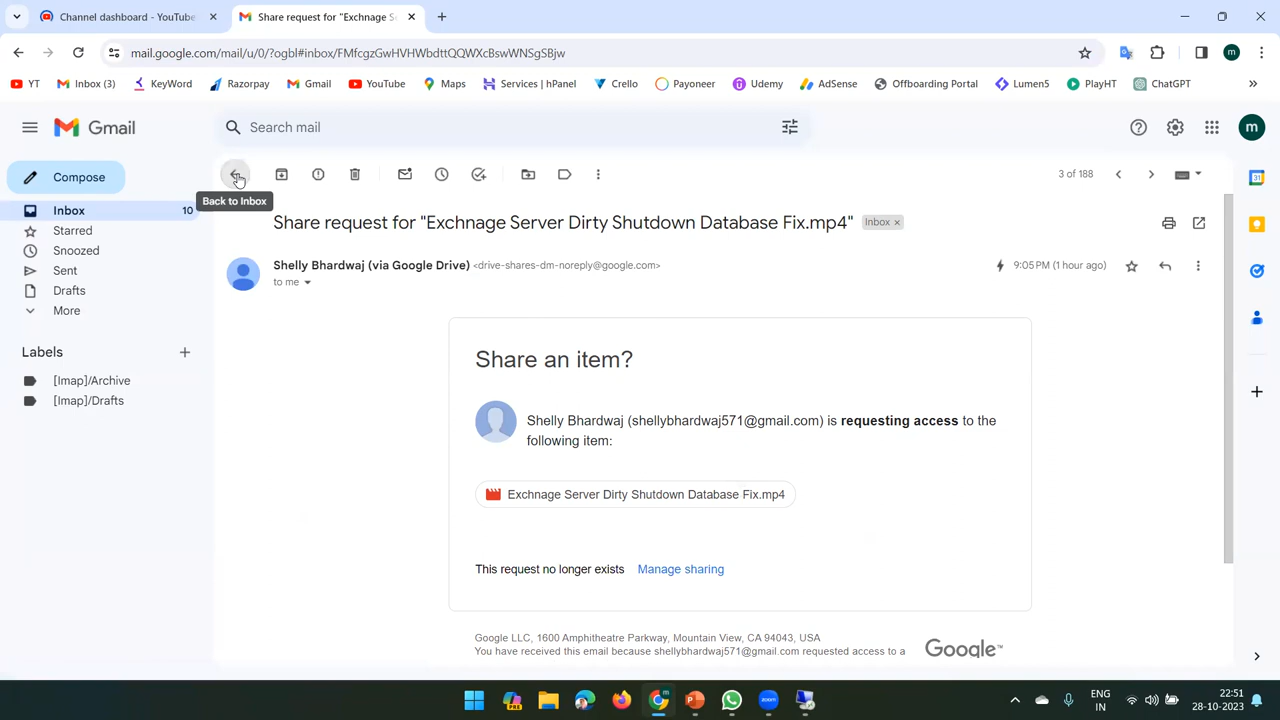 Channel dashboard - YouTube
Share request for "Exchnage Se
mail.google.com/mail/u/0/?ogbl#inbox/FMfcgzGwHVHWbdttQQWXcBswWNSgSBjw
YT
Inbox (3)
KeyWord
Razorpay
Gmail
YouTube
Maps
Services | hPanel
Crello
Payoneer
Udemy
AdSense
Offboarding Portal
Lumen5
PlayHT
ChatGPT
Gmail
Search mail
m
m
Compose
3 of 188
Back to Inbox
Inbox 10
Starred
Snoozed
Sent
Drafts
More
Labels
[Imap]/Archive
[Imap]/Drafts
Share request for "Exchnage Server Dirty Shutdown Database Fix.mp4" Inbox x
Shelly Bhardwaj (via Google Drive) <drive-shares-dm-noreply@google.com>
9:05 PM (1 hour ago)
to me
Share an item?
Shelly Bhardwaj (shellybhardwaj571@gmail.com) is requesting access to the
following item:
Exchnage Server Dirty Shutdown Database Fix.mp4
This request no longer exists Manage sharing
Google LLC, 1600 Amphitheatre Parkway, Mountain View, CA 94043, USA
You have received this email because shellybhardwaj571@gmail.com requested access to a
Google™
31
zoom
ENG
IN
22:51
28-10-2023